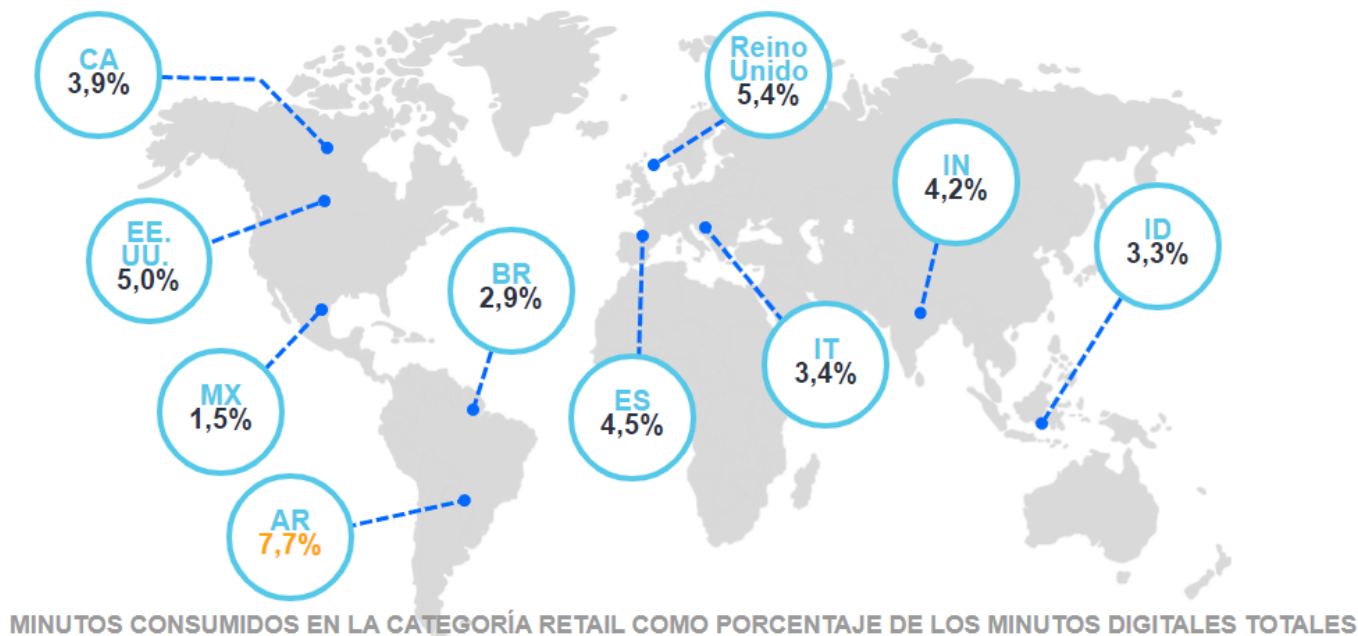 CA
3,9%
Reino
Unido
5,4%
IN
4,2%
EE.
UU.
5,0%
ID
3,3%
BR
2,9%
MX
1,5%
ES
4,5%
IT
3,4%
AR
7,7%
MINUTOS CONSUMIDOS EN LA CATEGORÍA RETAIL COMO PORCENTAJE DE LOS MINUTOS DIGITALES TOTALES